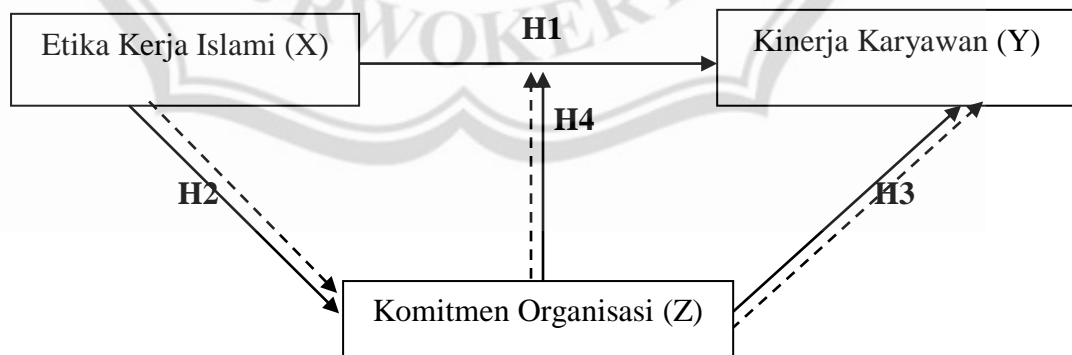 Etika Kerja Islami (X)
H1
Kinerja Karyawan (Y)
H4
H2
H3
Komitmen Organisasi (Z)